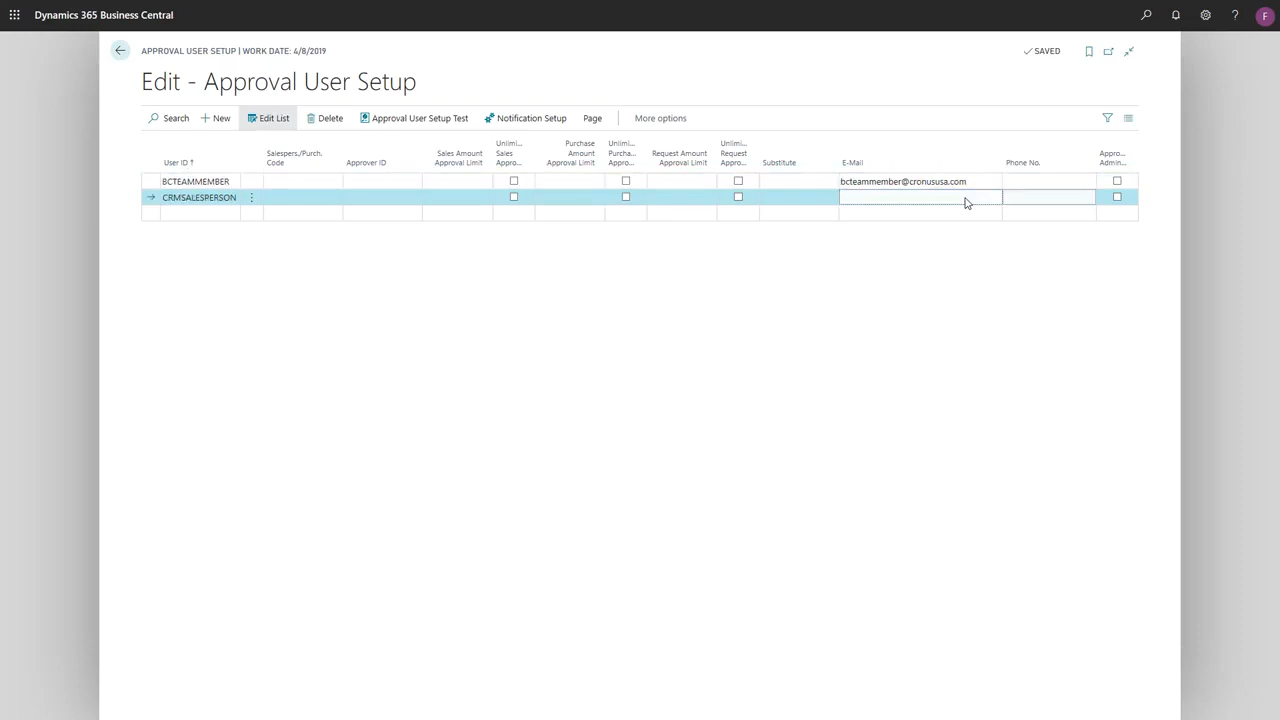 Dynamics 365 Business Central
F
APPROVAL USER SETUP | WORK DATE: 4/8/2019
SAVED
Edit - Approval User Setup
Search
New
Edit List
Delete
Approval User Setup Test
Notification Setup
Page
More options
User ID ↑
Salespers./Purch. Code
Approver ID
Sales Amount Approval Limit
Unlimi... Sales Appro...
Purchase Amount Approval Limit
Unlimi... Purcha... Appro...
Request Amount Approval Limit
Unlimi... Request Appro...
Substitute
E-Mail
Phone No.
Appro... Admin...
BCTEAMMEMBER
bcteammember@cronususa.com
CRMSALESPERSON